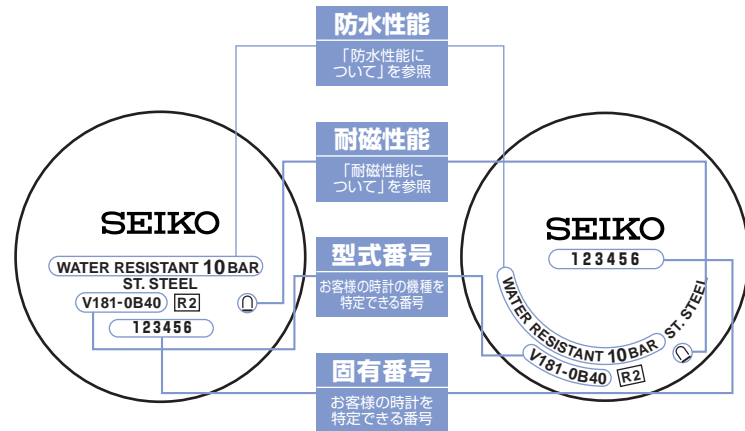 防水性能
「防水性能に
ついて」を参照
耐磁性能
「耐磁性能に
ついて」を参照
型式番号
お客様の時計の機種を
特定できる番号
固有番号
お客様の時計を
特定できる番号
SEIKO
WATER RESISTANT 10 BAR
ST. STEEL
V181-0B40 R2
123456
SEIKO
123456
WATER RESISTANT 10 BAR ST. STEEL
V181-0B40 R2